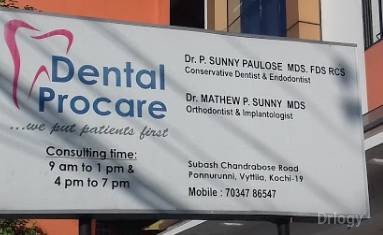 Dental
Procare
...we put patients first
Consulting time:
9 am to 1 pm &
4 pm to 7 pm
Dr. P. SUNNY PAULOSE MDS. FDS RCS
Conservative Dentist & Endodontist
Dr. MATHEW P. SUNNY MDS
Orthodontist & Implantologist
Subash Chandrabose Road
Ponnurunni, Vyttila, Kochi-19
Mobile : 70347 86547
Drlogy